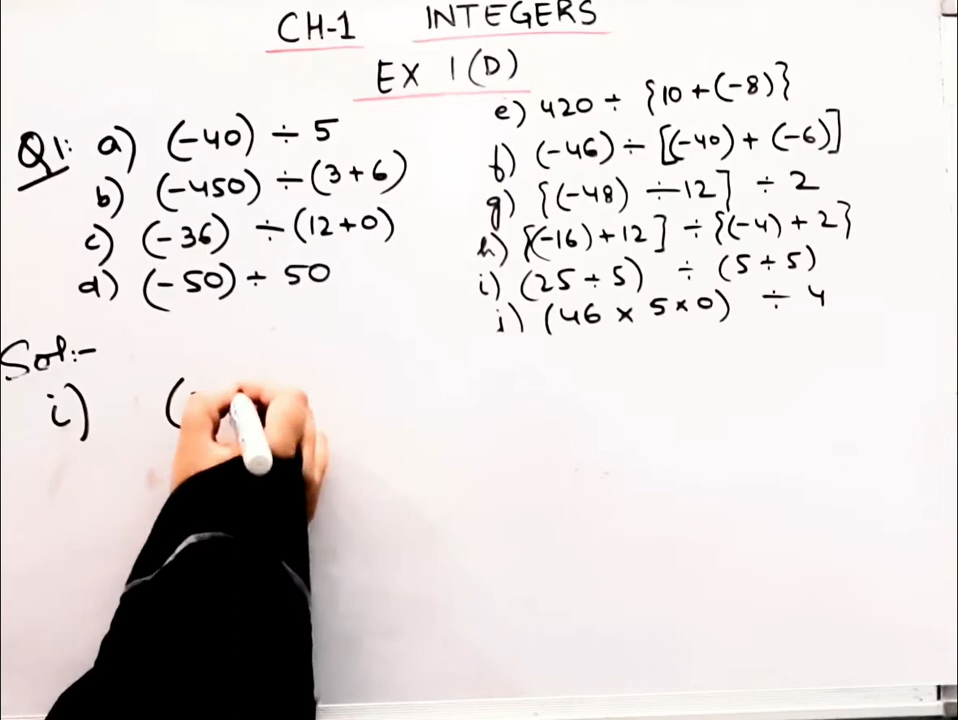 CH-1 INTEGERS
EX 1(D)
Q1: a) (-40) ÷ 5
b) (-450) ÷ (3+6)
c) (-36) ÷ (12+0)
d) (-50) ÷ 50
e) 420 ÷ {10 + (-8)}
f) (-46) ÷ [(-40) + (-6)]
g) {(-48) ÷ 12] ÷ 2
h) {(-16) + 12] ÷ {(-4) + 2}
i) (25 ÷ 5) ÷ (5 ÷ 5)
j) (46 × 5 × 0) ÷ 4
Sol:-
i) (